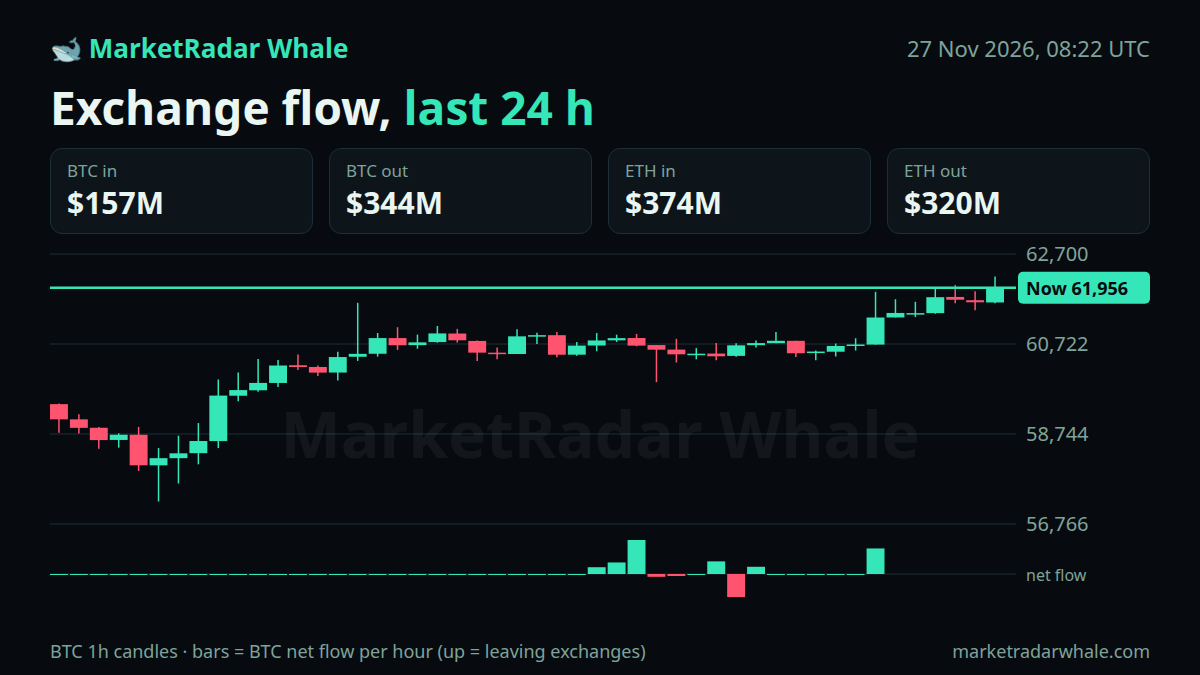 🐳 MarketRadar Whale
27 Nov 2026, 08:22 UTC
Exchange flow, last 24 h
BTC in
$157M
BTC out
$344M
ETH in
$374M
ETH out
$320M
62,700
Now 61,956
60,722
58,744
56,766
net flow
MarketRadar Whale
BTC 1h candles · bars = BTC net flow per hour (up = leaving exchanges)
marketradarwhale.com